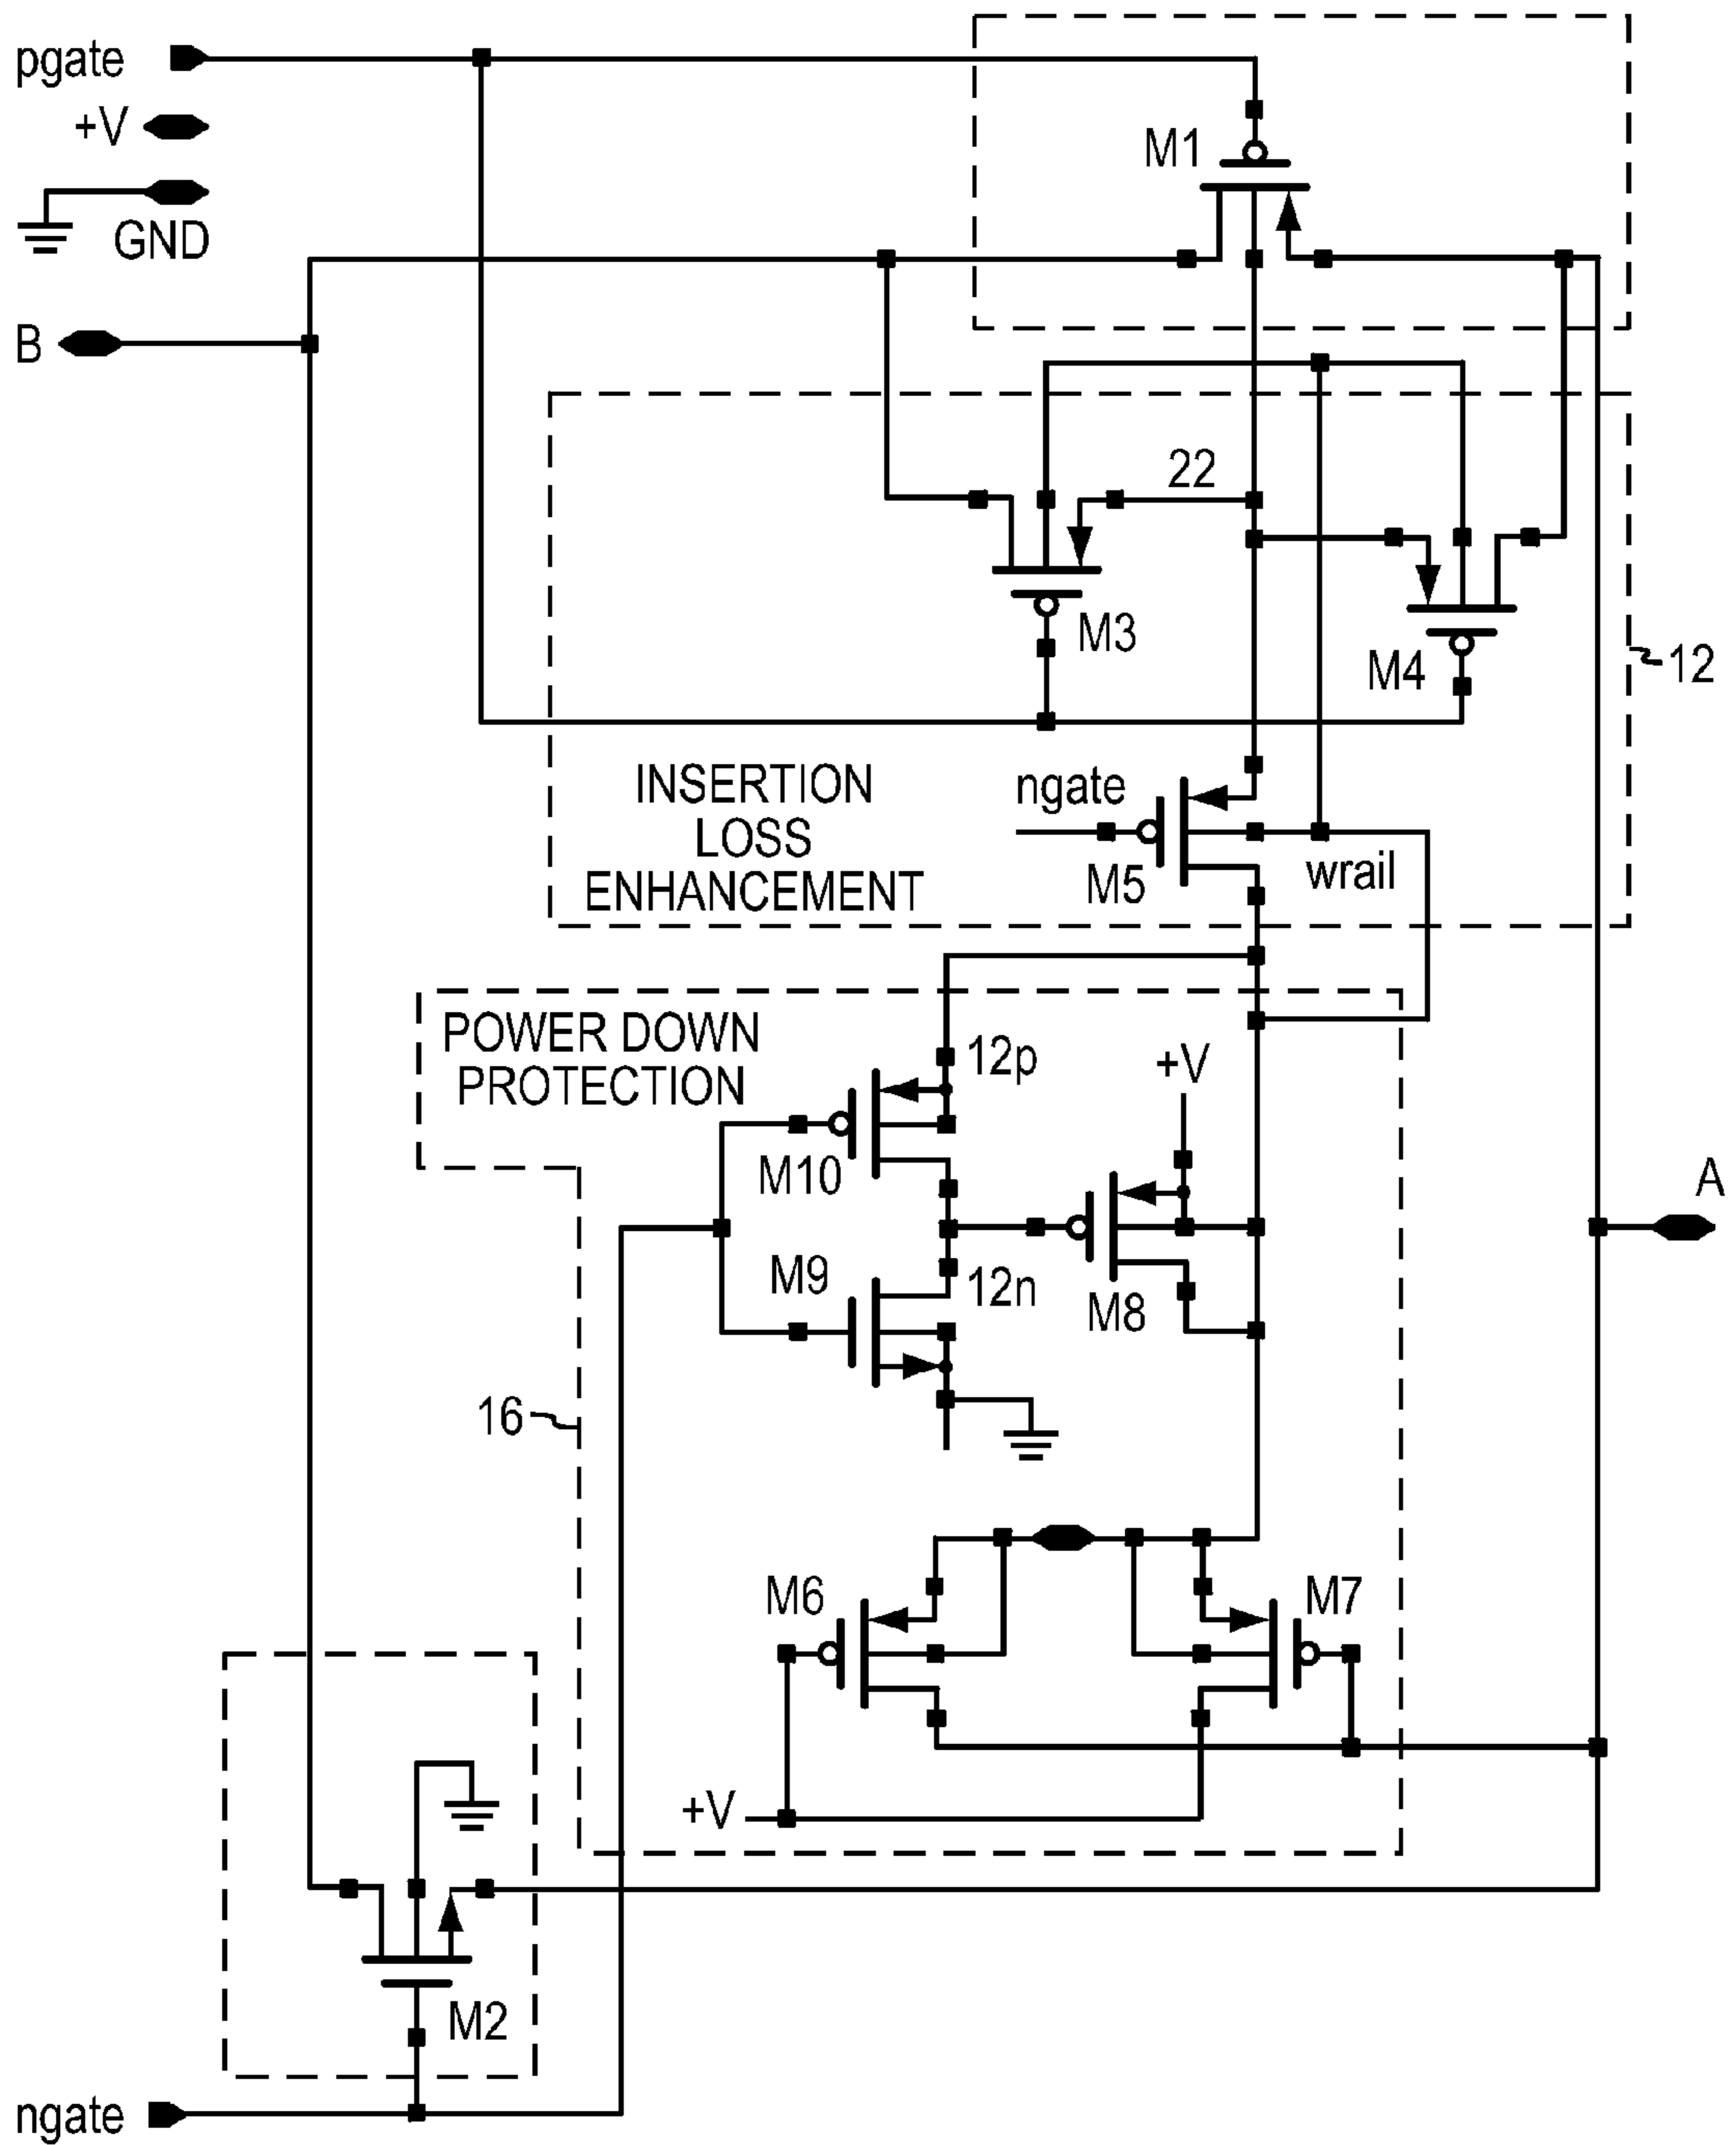 pgate
+V
GND
M1
B
22
M3
M4
12
INSERTION
LOSS
ENHANCEMENT
ngate
M5
wrail
POWER DOWN
PROTECTION
12p
+V
M10
A
M9
12n
M8
16
M6
M7
+V
M2
ngate